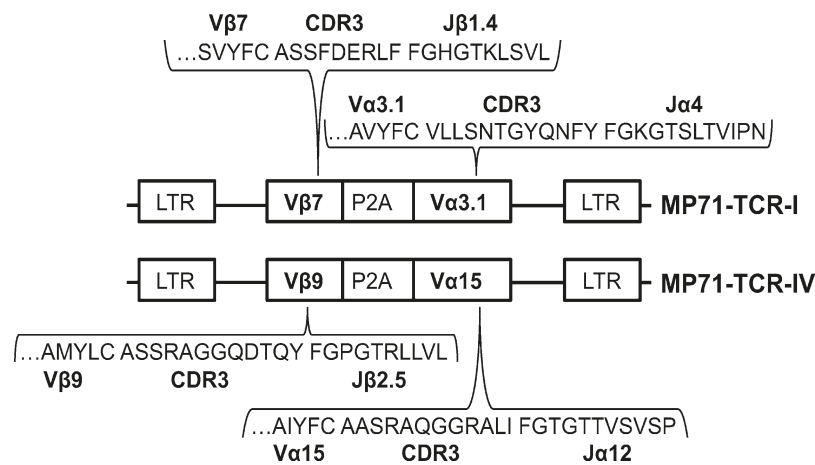 Vβ7 CDR3 Jβ1.4
...SVYFC ASSFDERLFF GHGTKLSVL
Vα3.1 CDR3 Jα4
...AVYFC VLLSNTGYQNFY FGKGTSLTVIPN
LTR Vβ7 P2A Vα3.1 LTR MP71-TCR-I
LTR Vβ9 P2A Vα15 LTR MP71-TCR-IV
...AMYLC ASSRAGGQDTQY FGPGTRLLVL
Vβ9 CDR3 Jβ2.5
...AIYFC AASRAQGGRALI FGTGTTVSVSP
Vα15 CDR3 Jα12